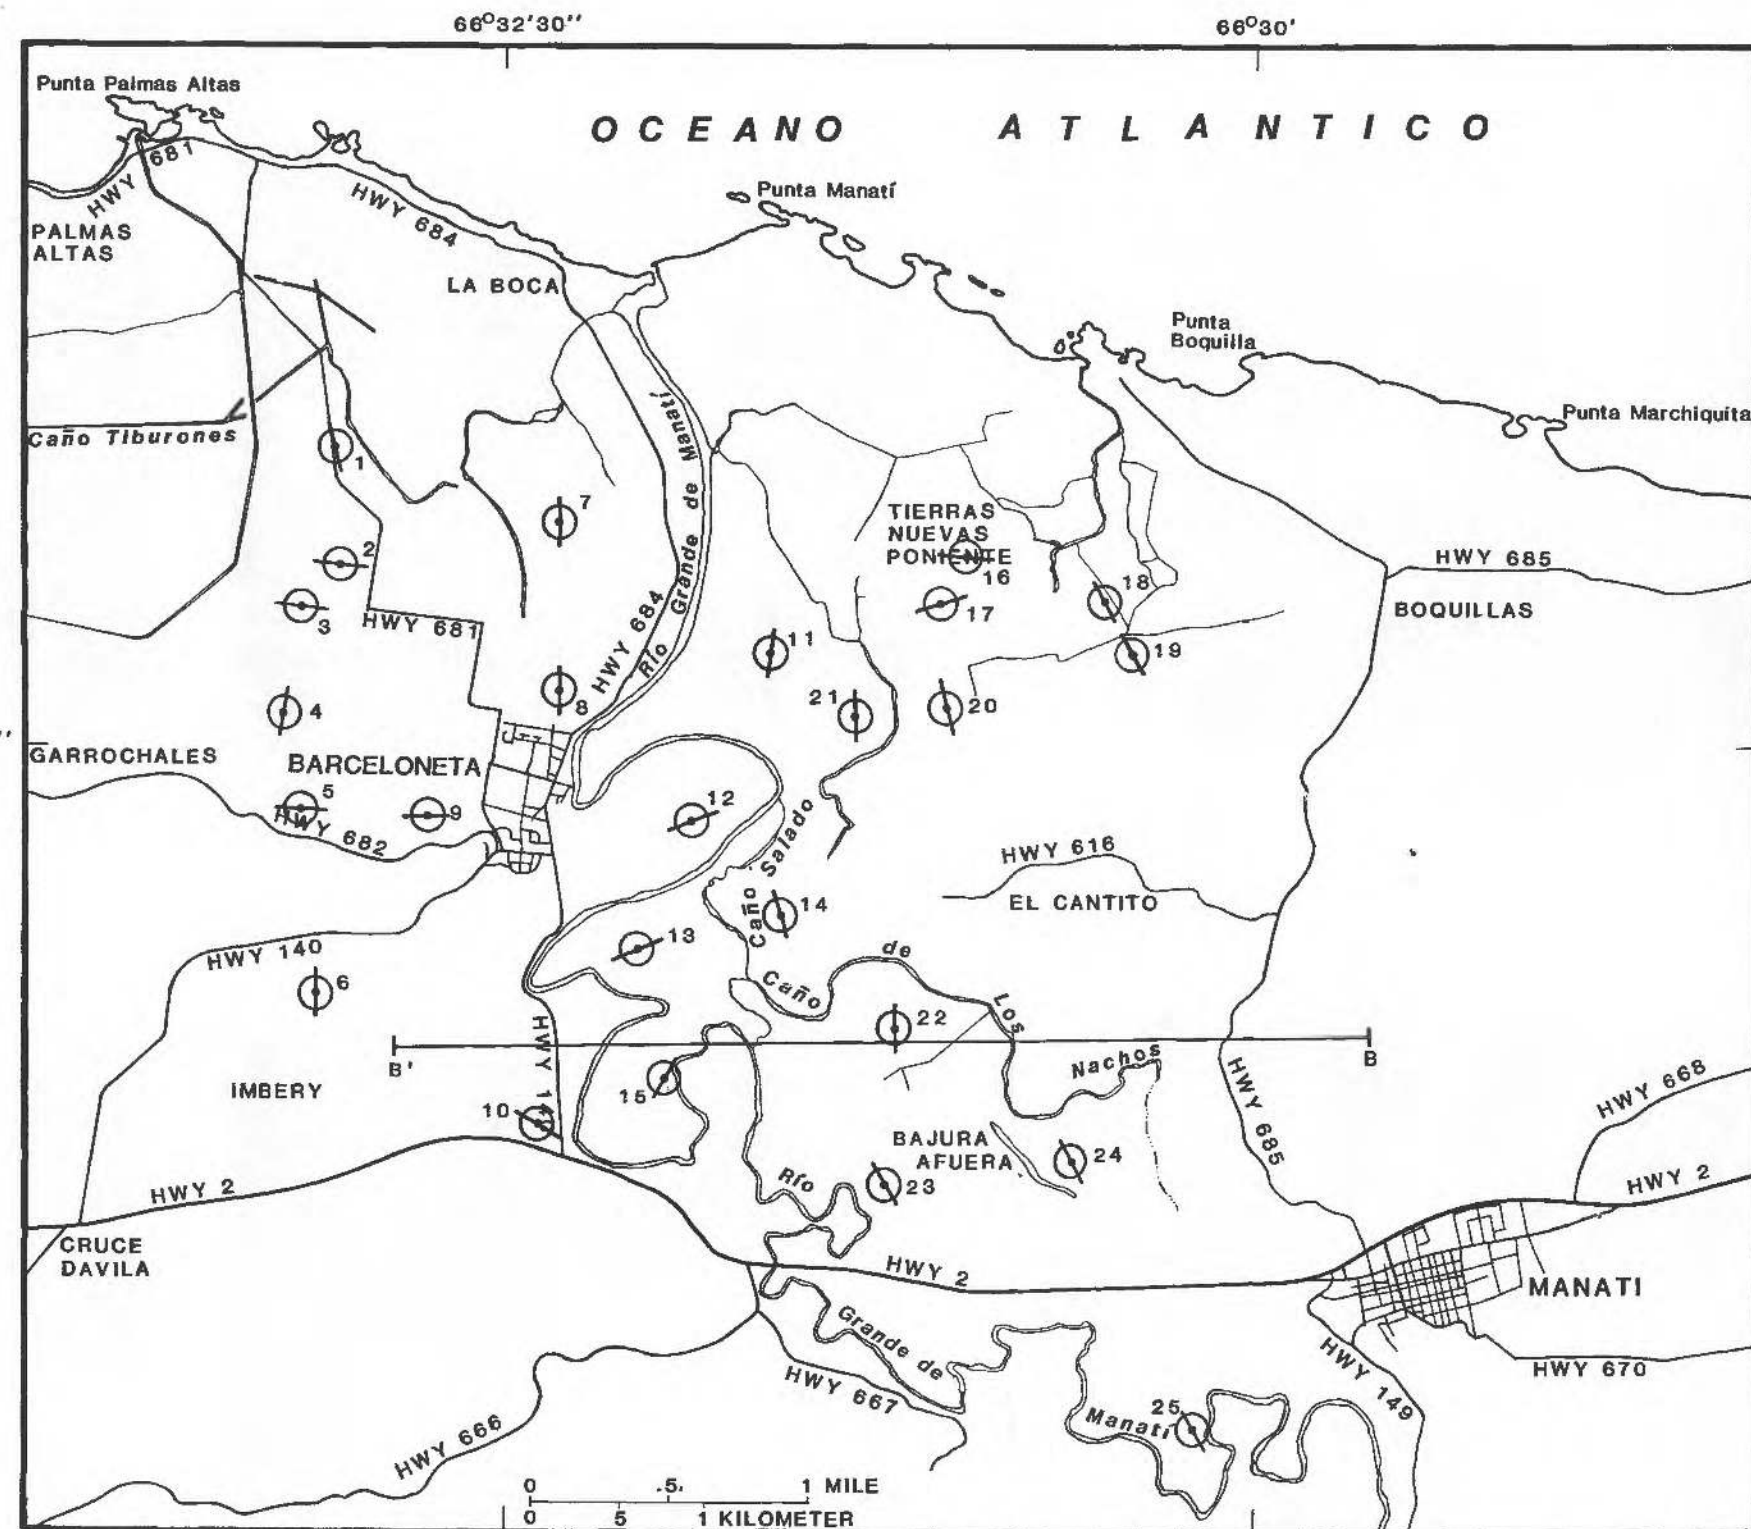 66°32'30''
66°30'
Punta Palmas Altas
OCEANO ATLANTICO
HWY 681
HWY 684
Punta Manatí
PALMAS
ALTAS
LA BOCA
Punta
Boquilla
Punta Marchiquita
Caño Tiburones
1
7
Río Grande de Manatí
TIERRAS
NUEVAS
PONIENTE
2
16
HWY 685
3
HWY 681
HWY 684
17
18
BOQUILLAS
11
19
4
8
21
20
''
GARROCHALES
BARCELONETA
5
9
12
HWY 682
Caño Salado
HWY 616
EL CANTITO
14
13
HWY 140
6
Caño de Los Nachos
22
B'
B
HWY 14
IMBERY
15
10
HWY 685
HWY 668
BAJURA
AFUERA
24
23
HWY 2
Río Grande de Manatí
HWY 2
CRUCE
DAVILA
HWY 2
MANATI
HWY 667
HWY 149
HWY 670
25
HWY 666
0 .5 1 MILE
0 5 1 KILOMETER